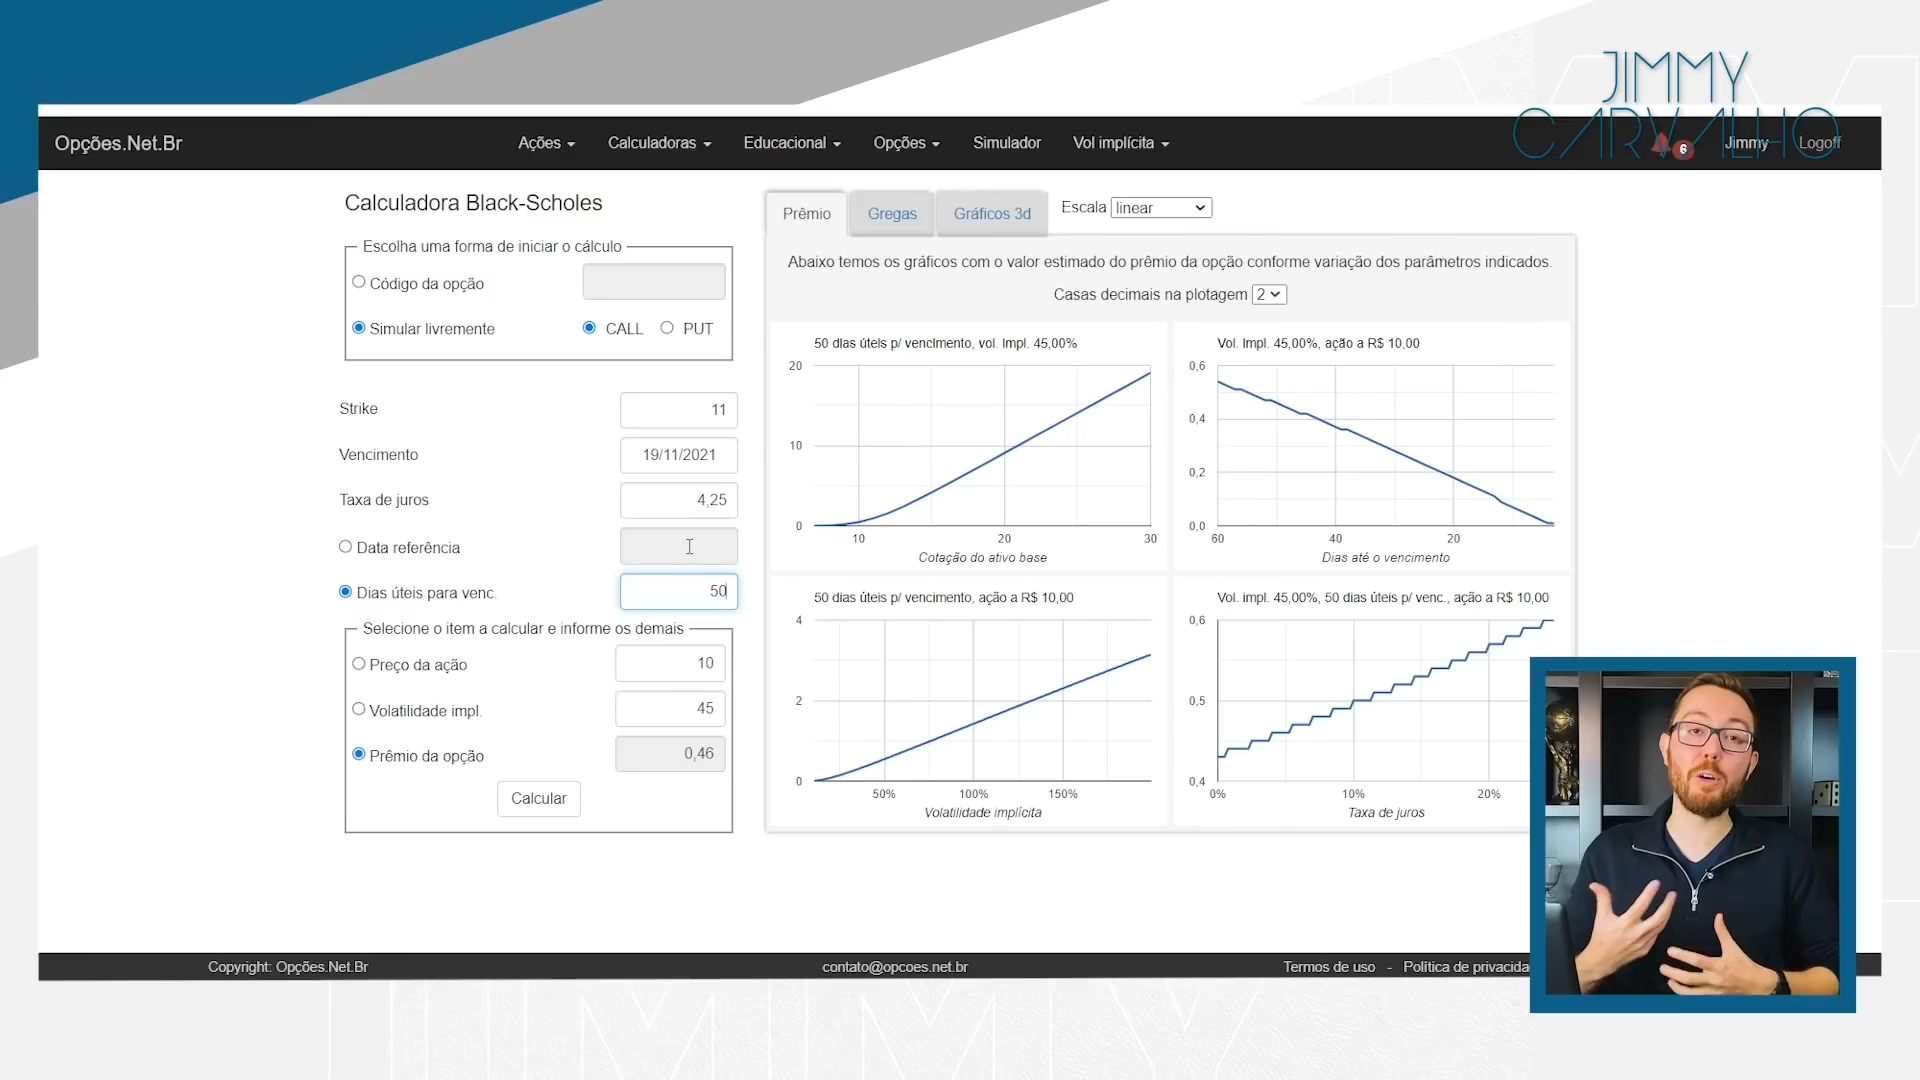 JIMMY
CARVALHO
Opções.Net.Br
Ações
Calculadoras
Educacional
Opções
Simulador
Vol implícita
6
Jimmy
Logoff
Calculadora Black-Scholes
Escolha uma forma de iniciar o cálculo
Código da opção
Simular livremente
CALL
PUT
Strike
11
Vencimento
19/11/2021
Taxa de juros
4,25
Data referência
Dias úteis para venc.
50
Selecione o item a calcular e informe os demais
Preço da ação
10
Volatilidade impl.
45
Prêmio da opção
0,46
Calcular
Prêmio
Gregas
Gráficos 3d
Escala
linear
Abaixo temos os gráficos com o valor estimado do prêmio da opção conforme variação dos parâmetros indicados.
Casas decimais na plotagem 2
50 dias úteis p/ vencimento, vol. impl. 45,00%
20
10
0
10
20
30
Cotação do ativo base
Vol. impl. 45,00%, ação a R$ 10,00
0,6
0,4
0,2
0,0
60
40
20
Dias até o vencimento
50 dias úteis p/ vencimento, ação a R$ 10,00
4
2
0
50%
100%
150%
Volatilidade implícita
Vol. impl. 45,00%, 50 dias úteis p/ venc., ação a R$ 10,00
0,6
0,5
0,4
0%
10%
20%
Taxa de juros
Copyright: Opções.Net.Br
contato@opcoes.net.br
Termos de uso - Política de privacida